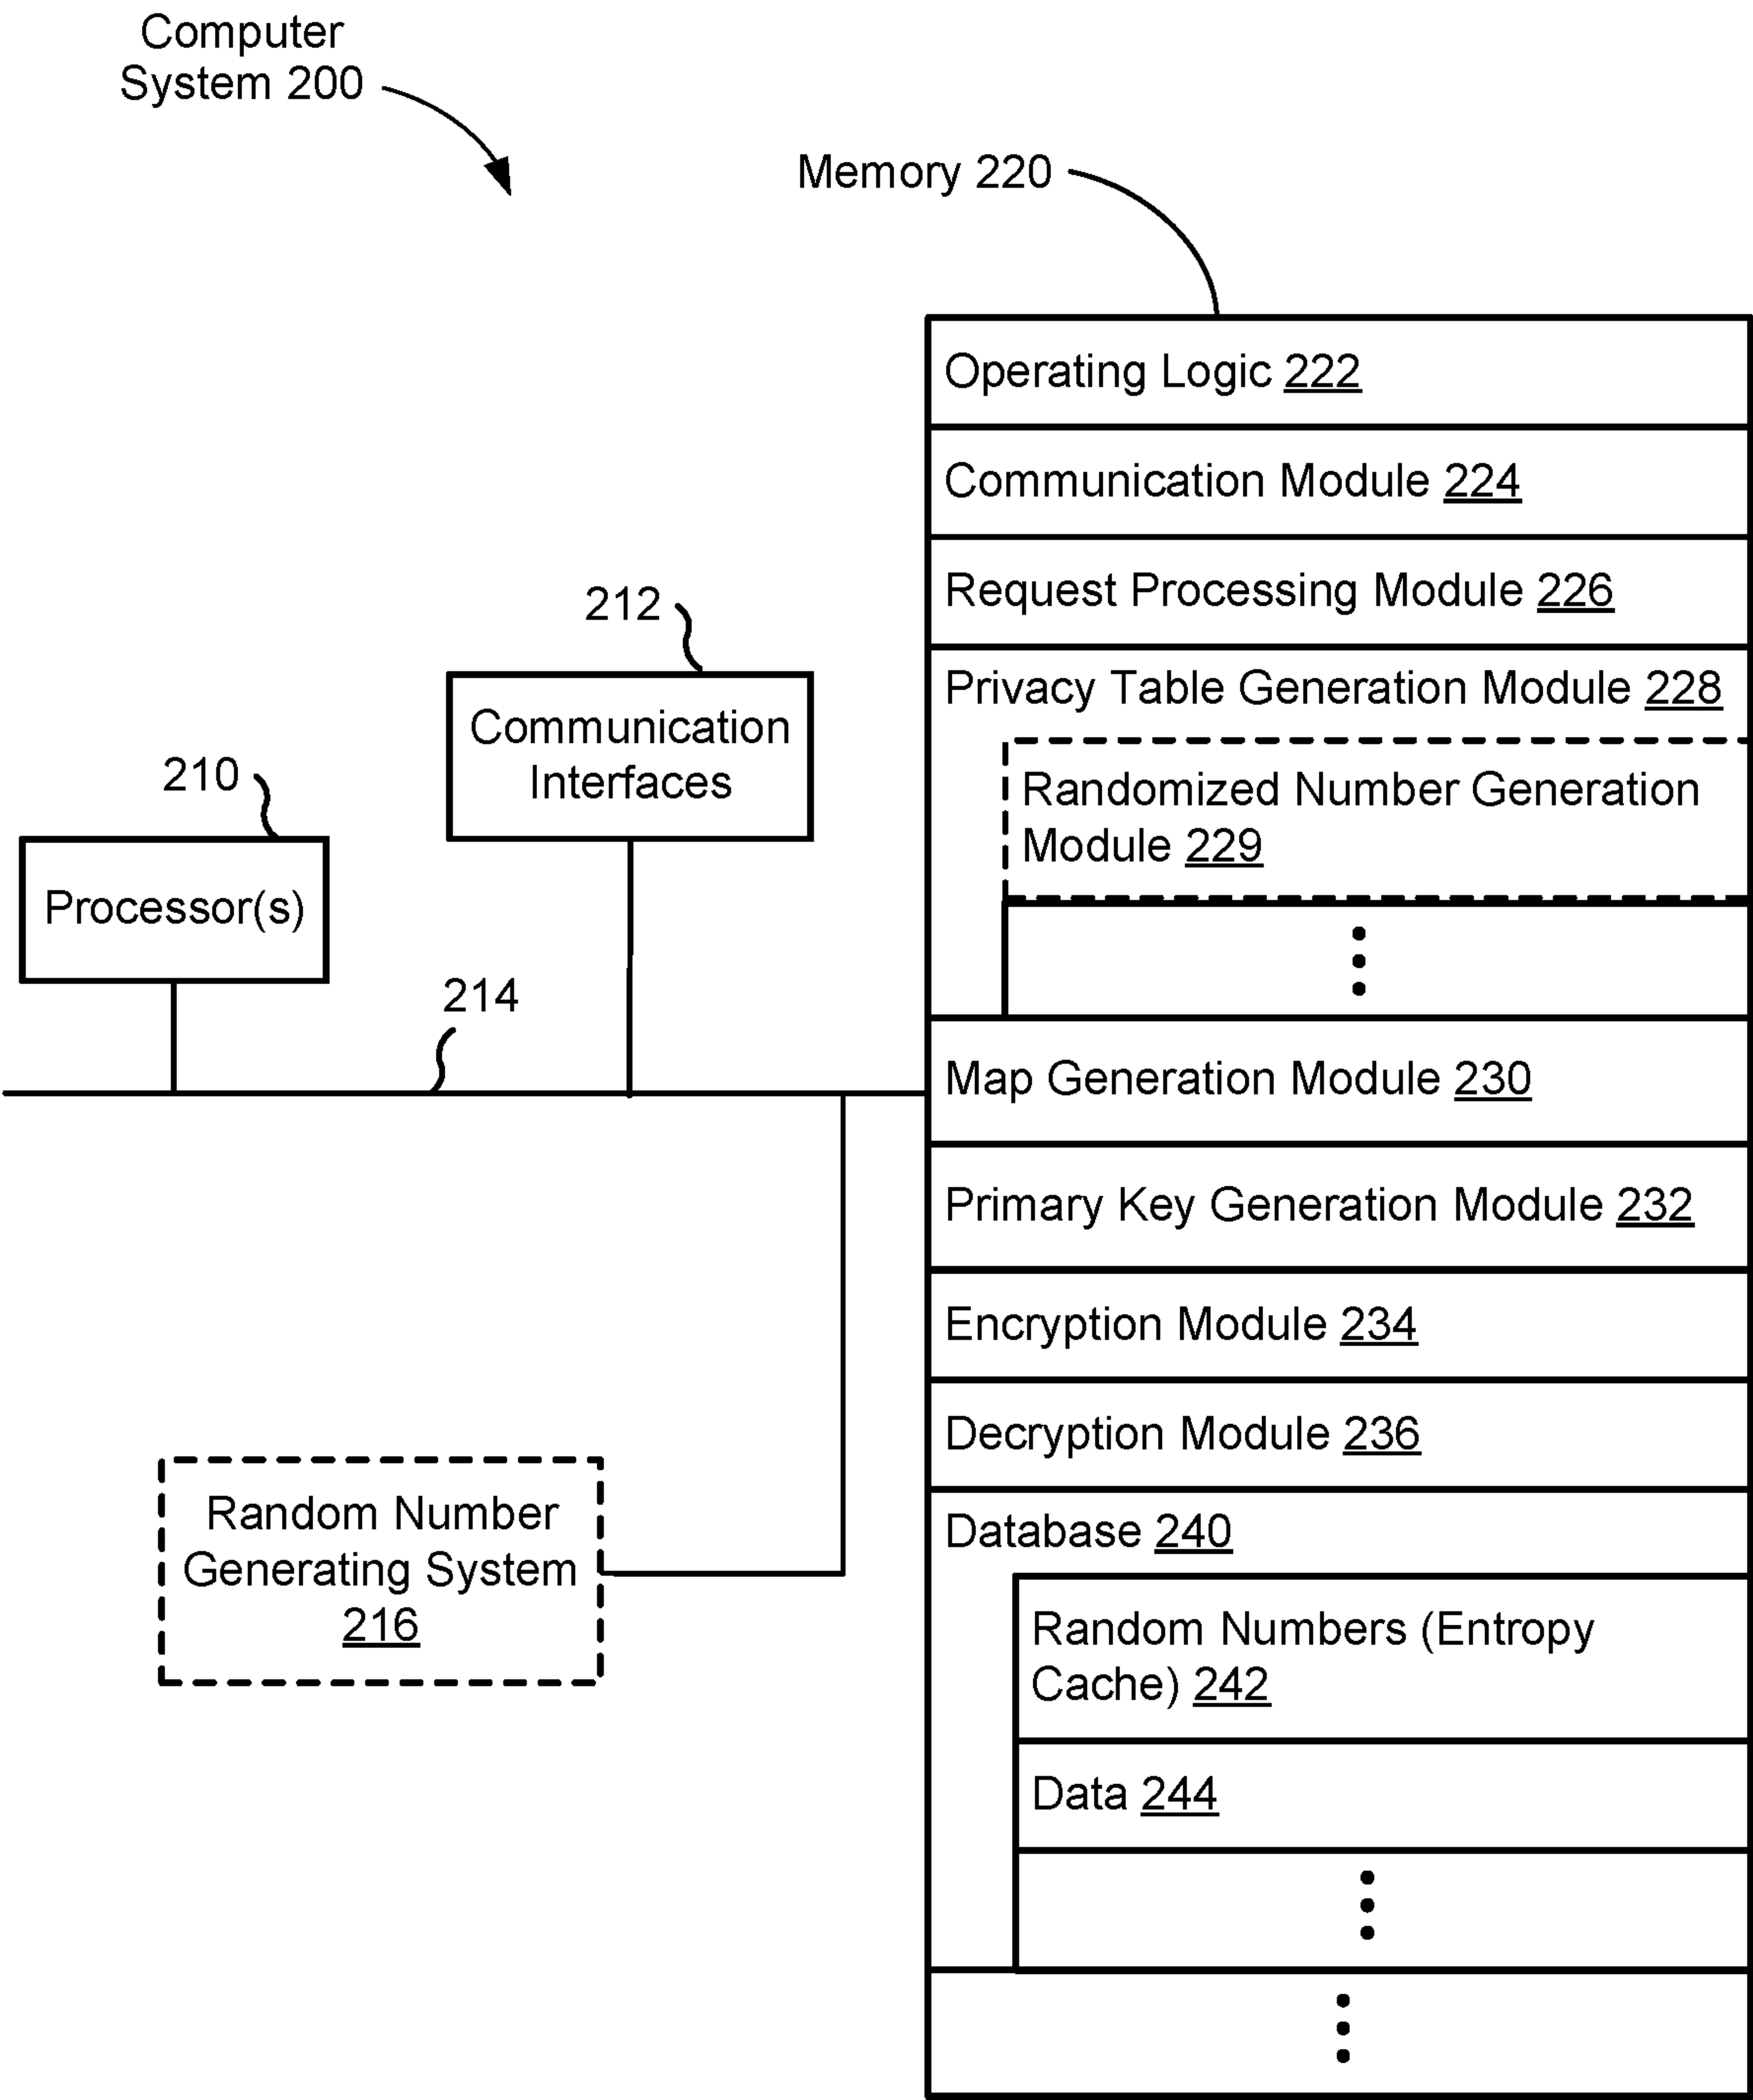 Computer
System 200
Memory 220
Operating Logic 222
Communication Module 224
Request Processing Module 226
Privacy Table Generation Module 228
Randomized Number Generation
Module 229
212
Communication
Interfaces
210
Processor(s)
214
Map Generation Module 230
Primary Key Generation Module 232
Encryption Module 234
Decryption Module 236
Random Number
Generating System
216
Database 240
Random Numbers (Entropy
Cache) 242
Data 244